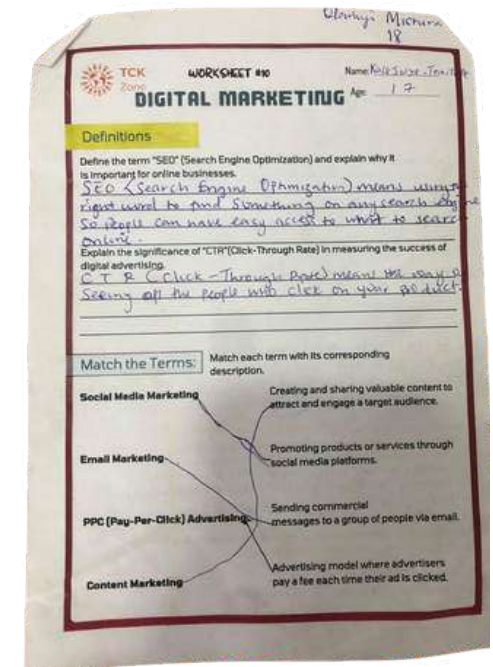 18
TCK
Zone
WORKSHEET #10
Name:
DIGITAL MARKETING
Age: 17
Definitions
Define the term "SEO" (Search Engine Optimization) and explain why it
is important for online businesses.
SEO (Search Engine Optimization) means using
right word to find something on any search engine
So People can have easy access to what to search
online.
Explain the significance of "CTR"(Click-Through Rate) in measuring the success of
digital advertising.
CTR (Click-Through Rate) means the way
Seeing all the people who click on your product.
Match the Terms:
Match each term with its corresponding
description.
Social Media Marketing
Creating and sharing valuable content to
attract and engage a target audience.
Email Marketing
Promoting products or services through
social media platforms.
PPC (Pay-Per-Click) Advertising
Sending commercial
messages to a group of people via email.
Content Marketing
Advertising model where advertisers
pay a fee each time their ad is clicked.